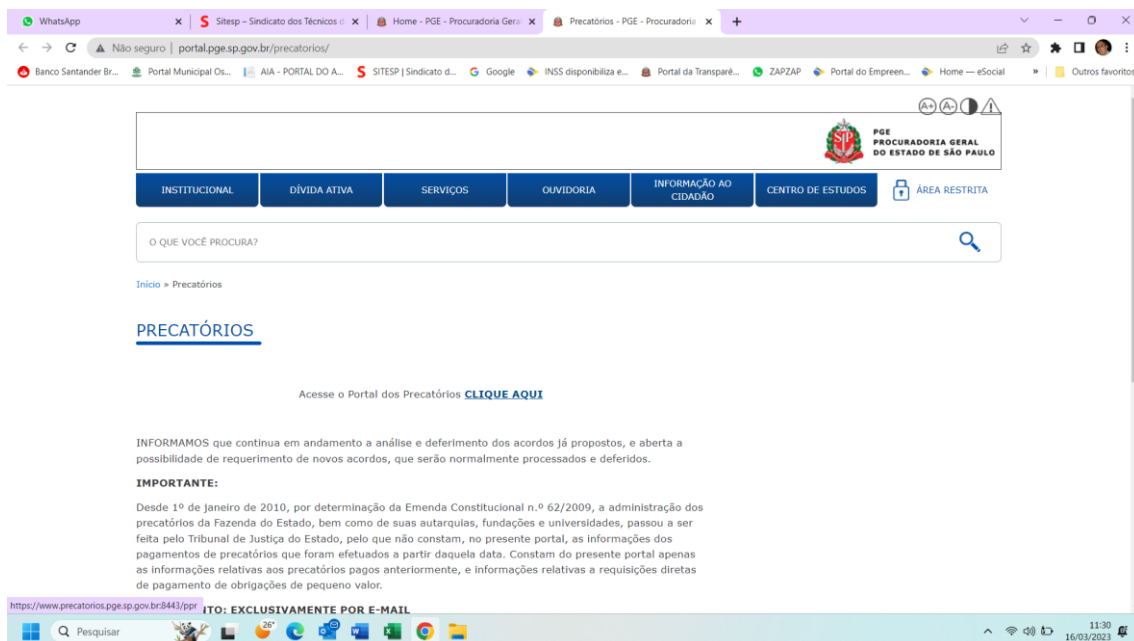 WhatsApp
Sitesp – Sindicato dos Técnicos d
Home - PGE - Procuradoria Geral
Precatórios - PGE - Procuradoria
Não seguro | portal.pge.sp.gov.br/precatorios/
Banco Santander Br...
Portal Municipal Os...
AIA - PORTAL DO A...
SITESP | Sindicato d...
Google
INSS disponibiliza e...
Portal da Transparê...
ZAPZAP
Portal do Empreen...
Home — eSocial
»
Outros favoritos
A+ A-
SP
PGE
PROCURADORIA GERAL
DO ESTADO DE SÃO PAULO
INSTITUCIONAL
DÍVIDA ATIVA
SERVIÇOS
OUVIDORIA
INFORMAÇÃO AO
CIDADÃO
CENTRO DE ESTUDOS
ÁREA RESTRITA
O QUE VOCÊ PROCURA?
Início » Precatórios
PRECATÓRIOS
Acesse o Portal dos Precatórios CLIQUE AQUI
INFORMAMOS que continua em andamento a análise e deferimento dos acordos já propostos, e aberta a
possibilidade de requerimento de novos acordos, que serão normalmente processados e deferidos.
IMPORTANTE:
Desde 1º de janeiro de 2010, por determinação da Emenda Constitucional n.º 62/2009, a administração dos
precatórios da Fazenda do Estado, bem como de suas autarquias, fundações e universidades, passou a ser
feita pelo Tribunal de Justiça do Estado, pelo que não constam, no presente portal, as informações dos
pagamentos de precatórios que foram efetuados a partir daquela data. Constam do presente portal apenas
as informações relativas aos precatórios pagos anteriormente, e informações relativas a requisições diretas
de pagamento de obrigações de pequeno valor.
https://www.precatorios.pge.sp.gov.br:8443/ppr
TO: EXCLUSIVAMENTE POR E-MAIL
Pesquisar
26°
11:30
16/03/2023